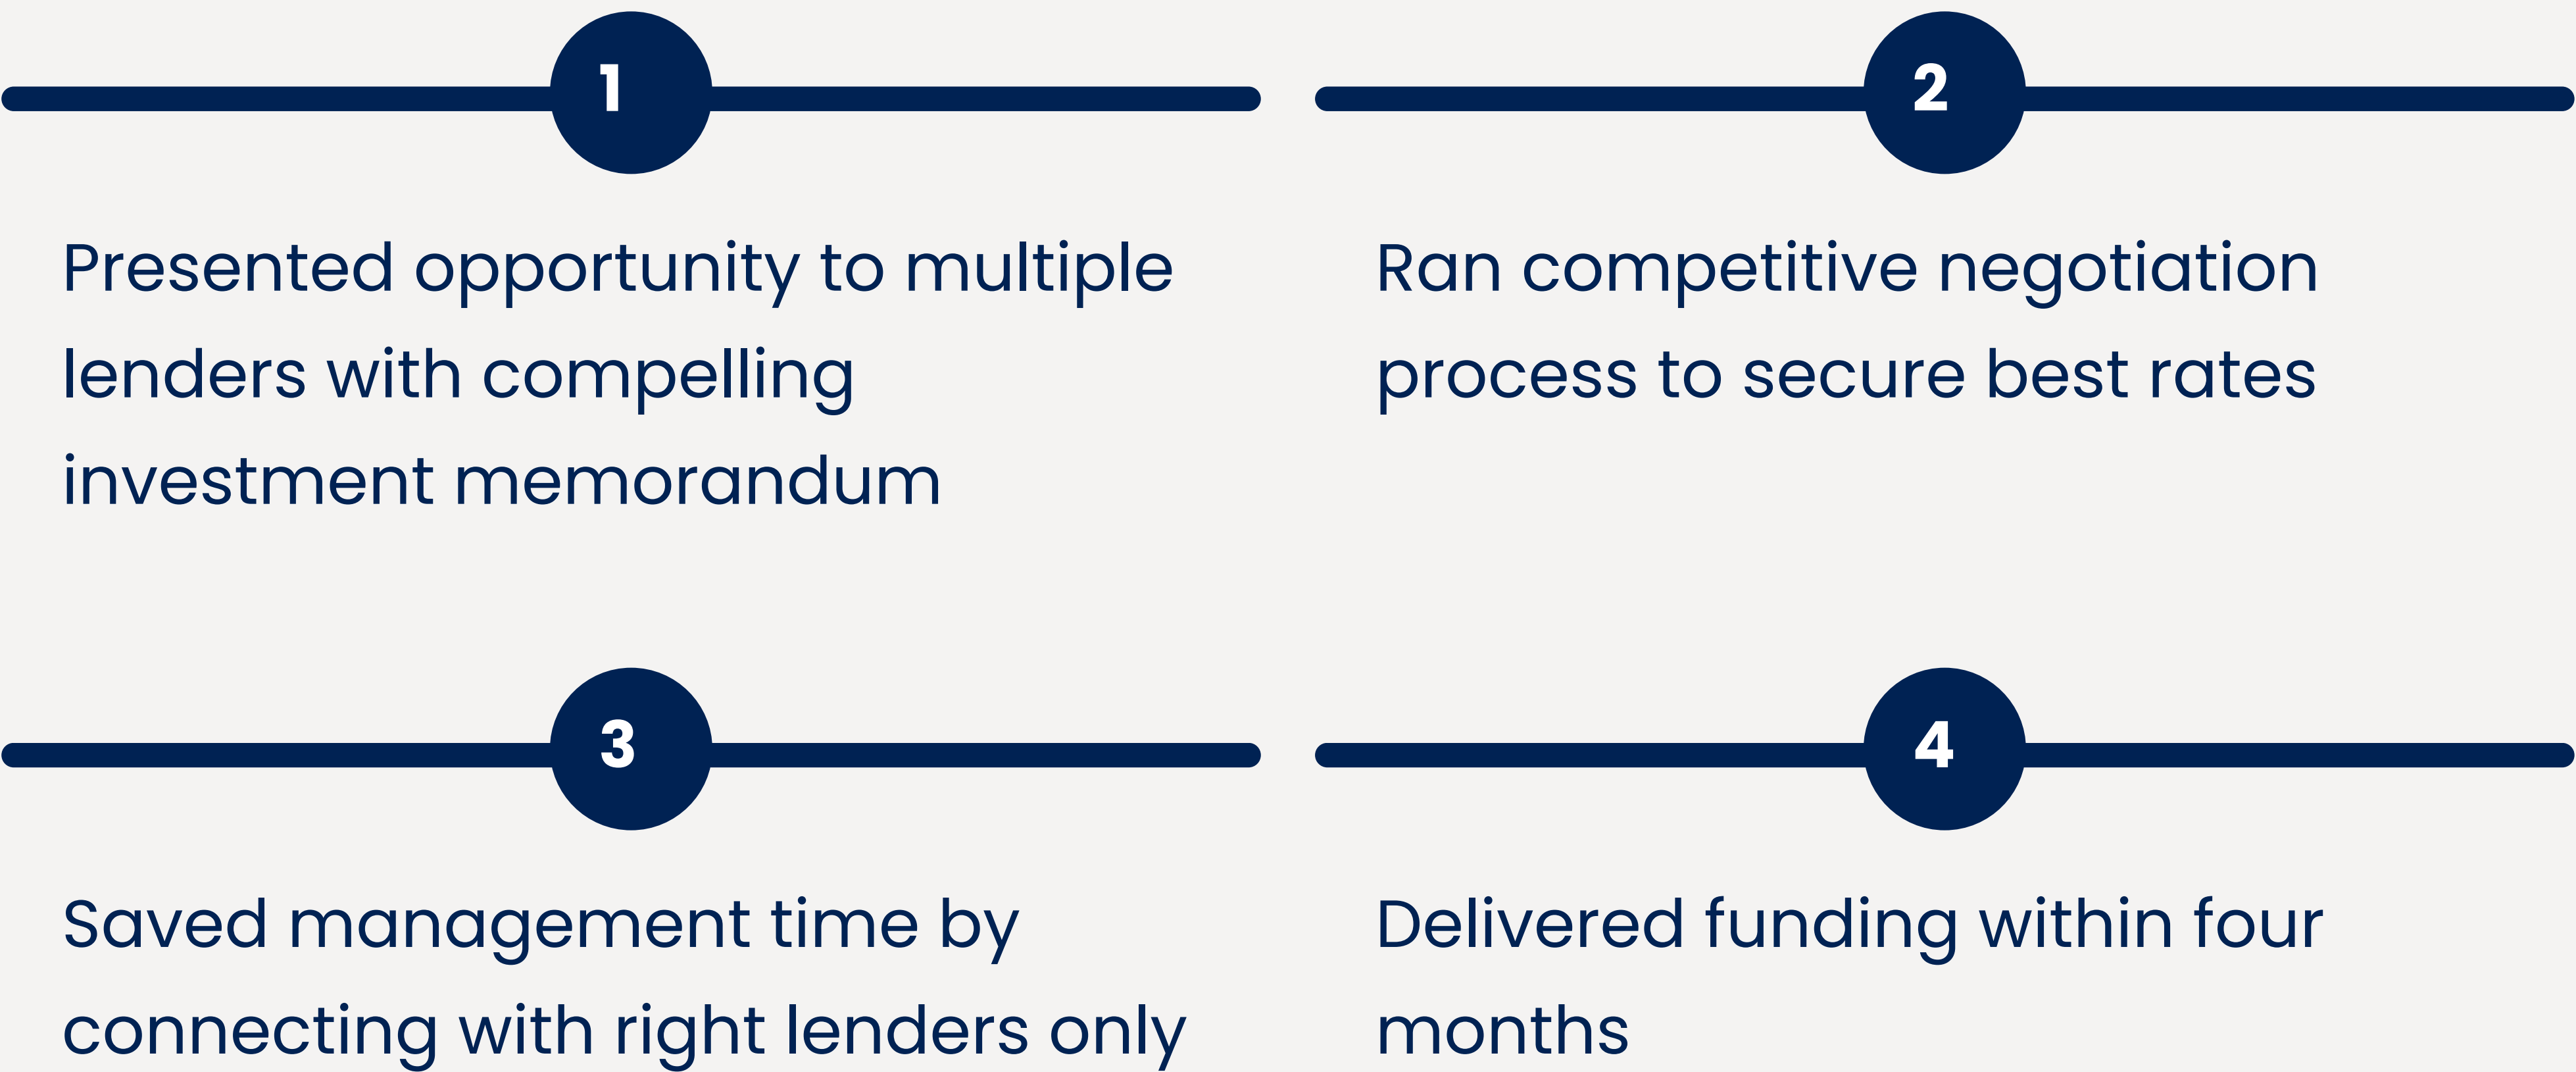 1
Presented opportunity to multiple
lenders with compelling
investment memorandum
2
Ran competitive negotiation
process to secure best rates
3
Saved management time by
connecting with right lenders only
4
Delivered funding within four
months